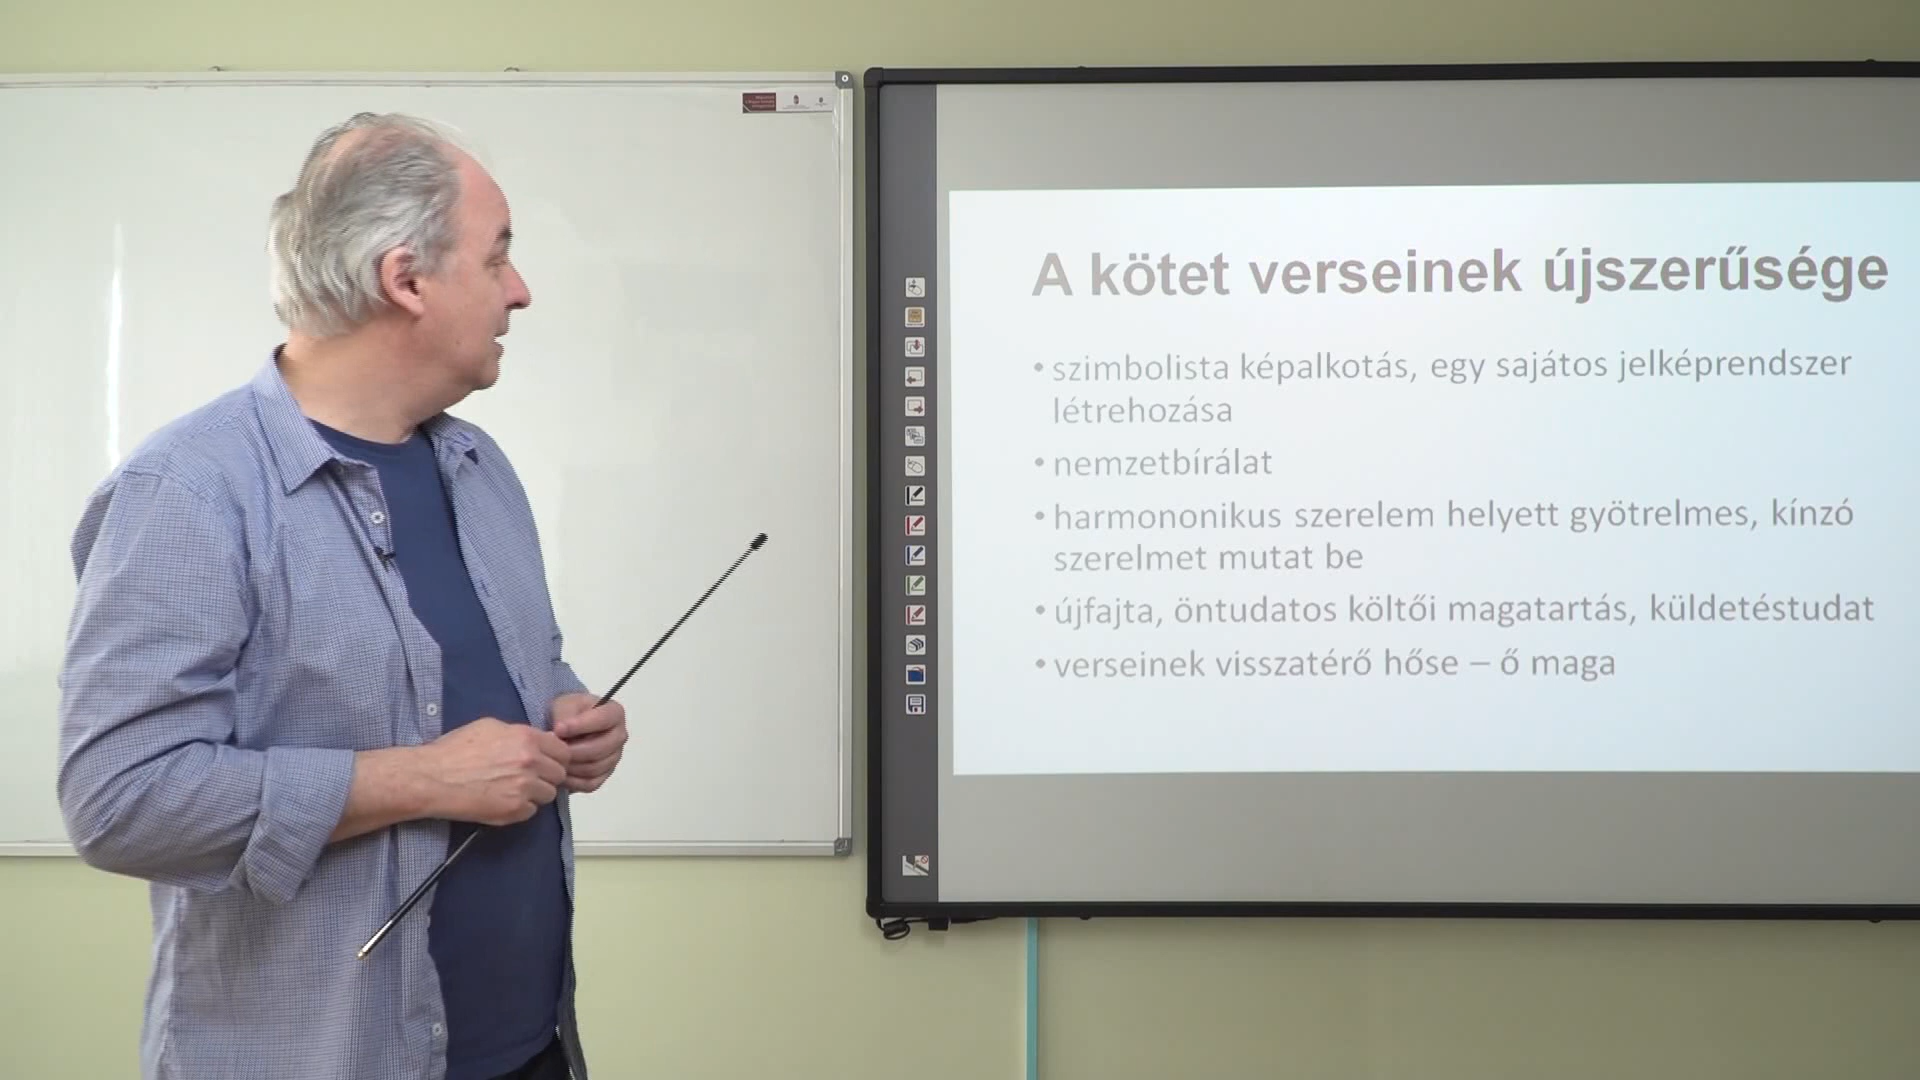 A kötet verseinek újszerűsége
• szimbolista képalkotás, egy sajátos jelképrendszer
létrehozása
• nemzetbírálat
• harmononikus szerelem helyett gyötrelmes, kínzó
szerelmet mutat be
• újfajta, öntudatos költői magatartás, küldetéstudat
• verseinek visszatérő hőse – ő maga